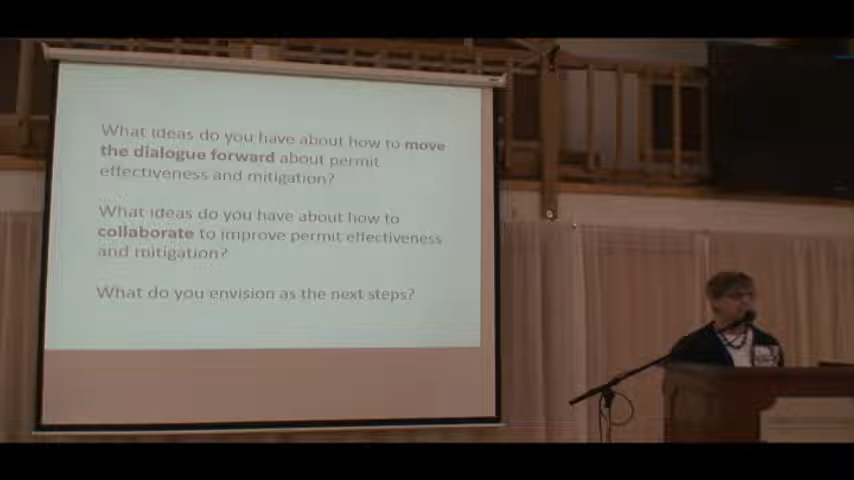 What ideas do you have about how to move
the dialogue forward about permit
effectiveness and mitigation?
What ideas do you have about how to
collaborate to improve permit effectiveness
and mitigation?
What do you envision as the next steps?